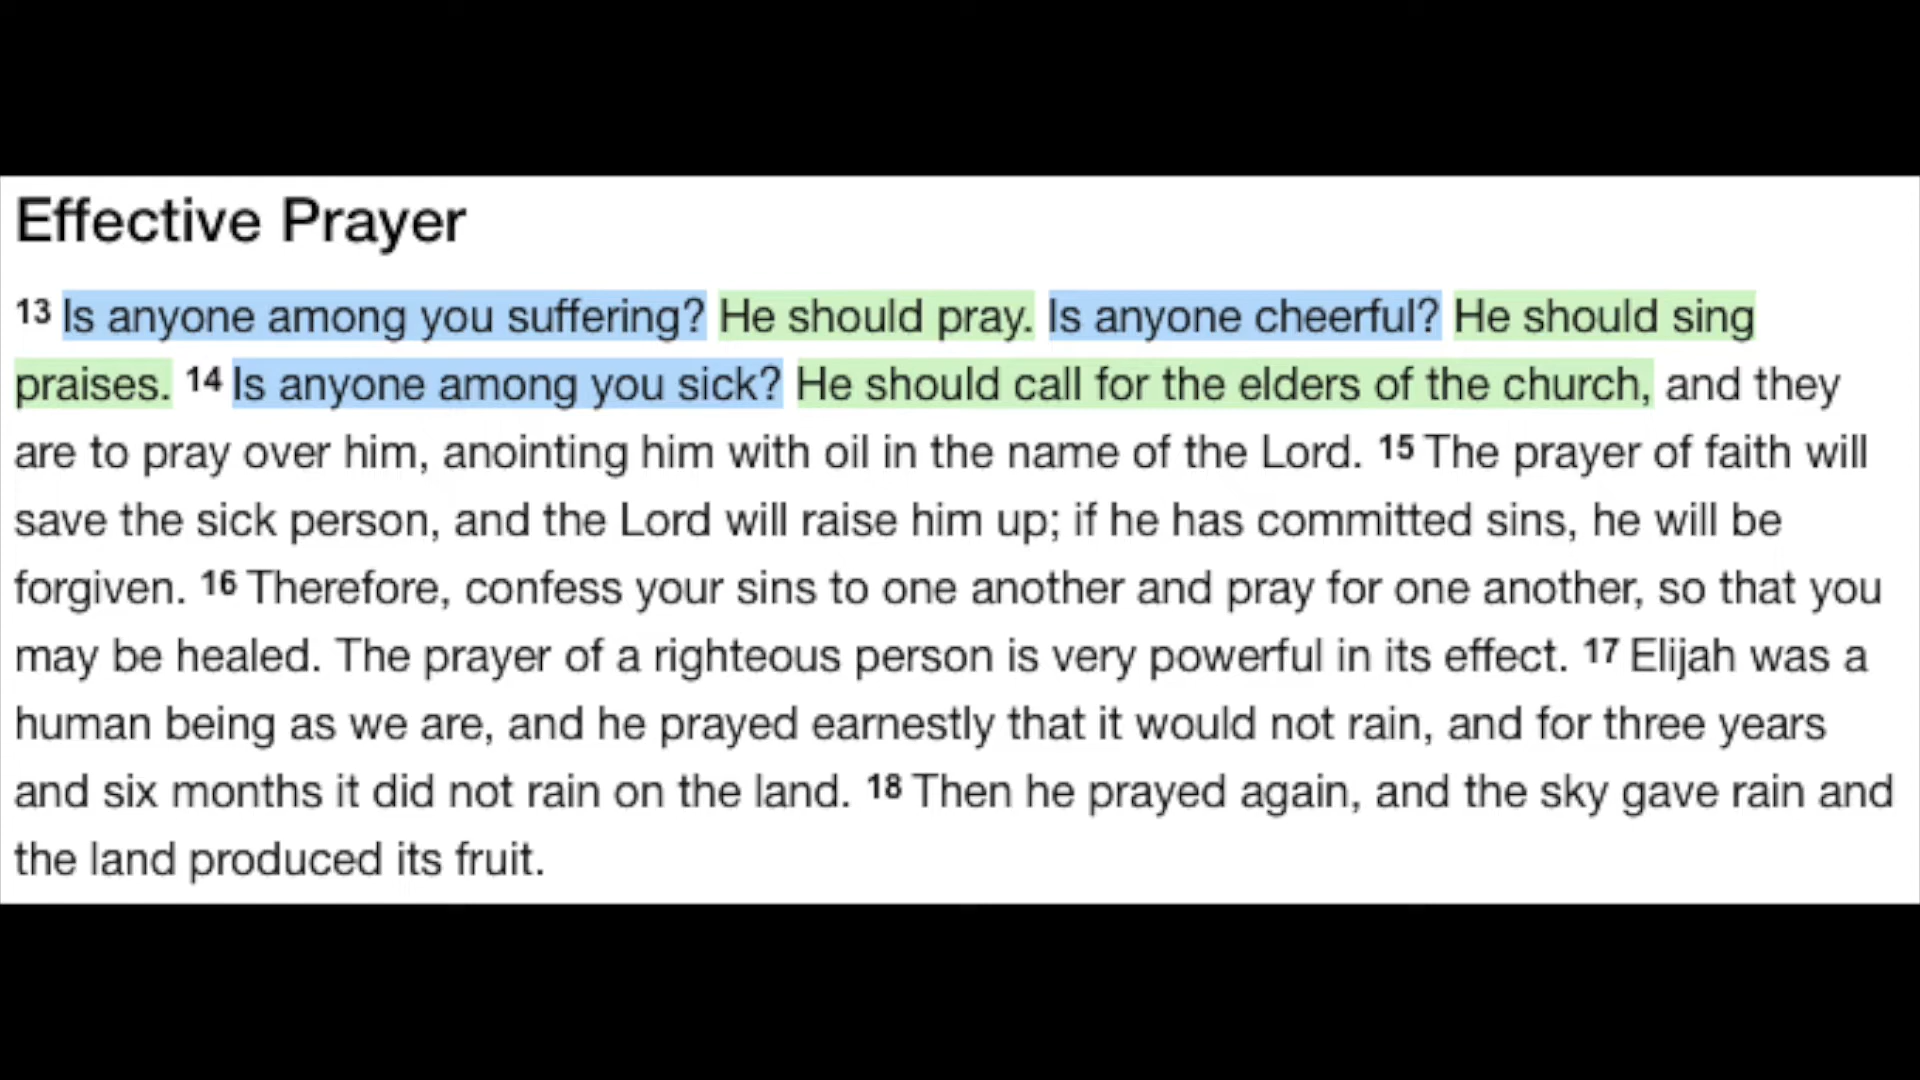 Effective Prayer
13 Is anyone among you suffering? He should pray. Is anyone cheerful? He should sing
praises. 14 Is anyone among you sick? He should call for the elders of the church, and they
are to pray over him, anointing him with oil in the name of the Lord. 15 The prayer of faith will
save the sick person, and the Lord will raise him up; if he has committed sins, he will be
forgiven. 16 Therefore, confess your sins to one another and pray for one another, so that you
may be healed. The prayer of a righteous person is very powerful in its effect. 17 Elijah was a
human being as we are, and he prayed earnestly that it would not rain, and for three years
and six months it did not rain on the land. 18 Then he prayed again, and the sky gave rain and
the land produced its fruit.